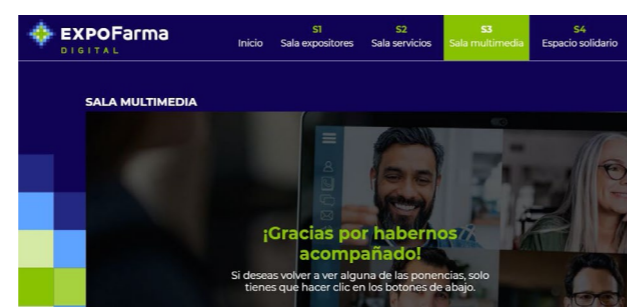 EXPOFarma
DIGITAL
Inicio
S1
Sala expositores
S2
Sala servicios
S3
Sala multimedia
S4
Espacio solidario
SALA MULTIMEDIA
¡Gracias por habernos
acompañado!
Si deseas volver a ver alguna de las ponencias, solo
tienes que hacer clic en los botones de abajo.